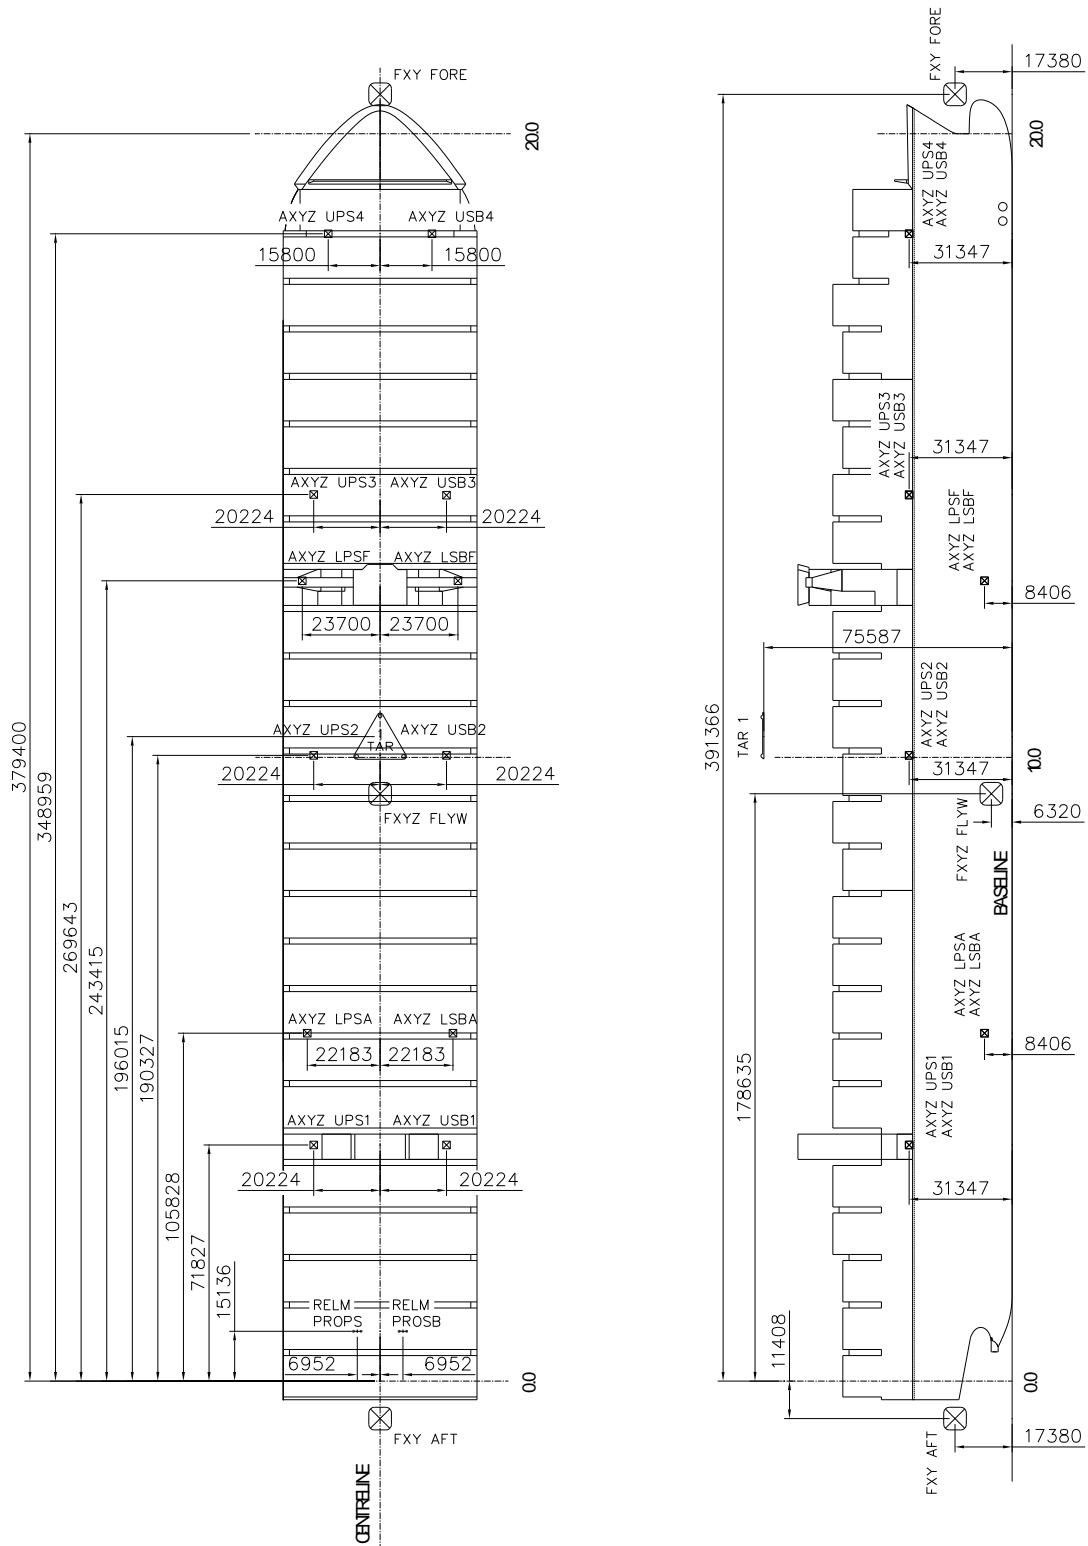 FXY FORE
20.0
AXYZ UPS4
AXYZ USB4
15800
15800
AXYZ UPS3
AXYZ USB3
20224
20224
AXYZ LPSF
AXYZ LSBF
23700
23700
AXYZ UPS2
AXYZ USB2
TAR
20224
20224
FXYZ FLYW
AXYZ LPSA
AXYZ LSBA
22183
22183
AXYZ UPS1
AXYZ USB1
20224
20224
RELM
PROPS
RELM
PROSB
6952
6952
0.0
FXY AFT
CENTRELINE
379400
348959
269643
243415
196015
190327
105828
71827
15136
FXY FORE
17380
20.0
AXYZ UPS4
AXYZ USB4
31347
AXYZ UPS3
AXYZ USB3
31347
AXYZ LPSF
AXYZ LSBF
8406
75587
391366
TAR 1
AXYZ UPS2
AXYZ USB2
10.0
31347
6320
FXYZ FLYW
BASELINE
AXYZ LPSA
AXYZ LSBA
8406
178635
AXYZ UPS1
AXYZ USB1
31347
11408
0.0
17380
FXY AFT